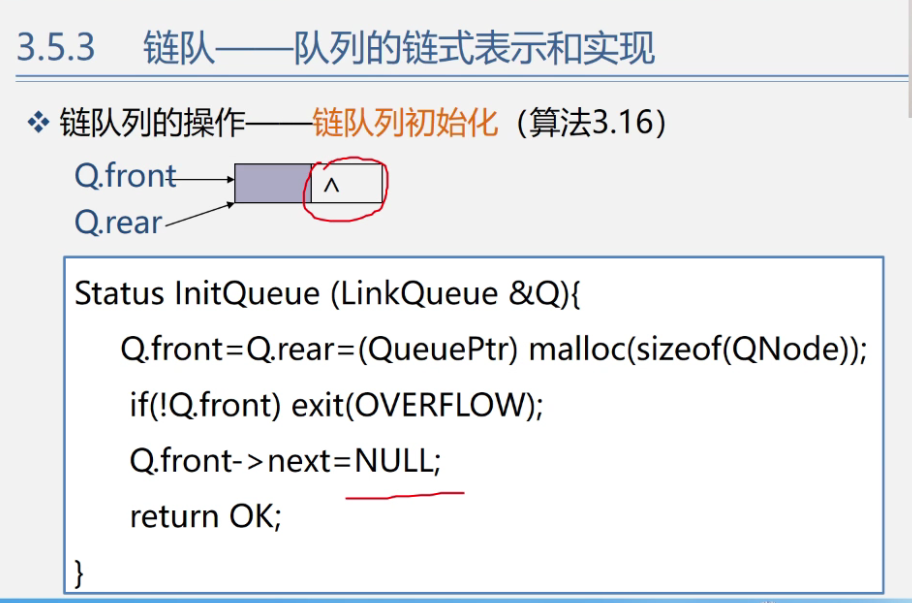 3.5.3 链队——队列的链式表示和实现
❖ 链队列的操作——链队列初始化（算法3.16）
Q.front
^
Q.rear
Status InitQueue (LinkQueue &Q){
Q.front=Q.rear=(QueuePtr) malloc(sizeof(QNode));
if(!Q.front) exit(OVERFLOW);
Q.front->next=NULL;
return OK;
}